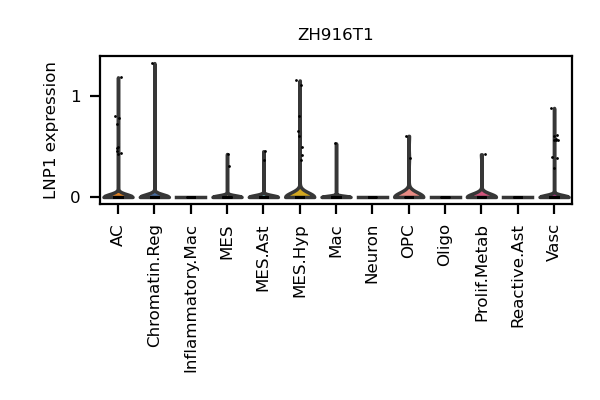 ZH916T1
LNP1 expression
1
0
AC
Chromatin.Reg
Inflammatory.Mac
MES
MES.Ast
MES.Hyp
Mac
Neuron
OPC
Oligo
Prolif.Metab
Reactive.Ast
Vasc